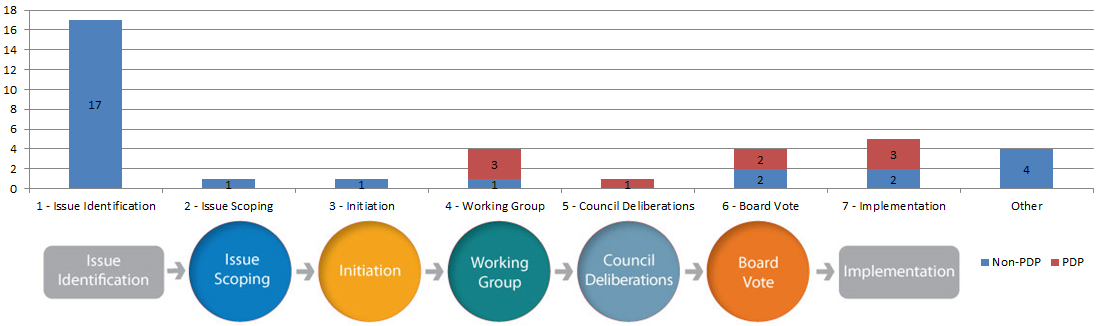 18
16
14
12
10
8
6
4
2
0
17
1
1
3
1
1
2
2
3
2
4
1 - Issue Identification
2 - Issue Scoping
3 - Initiation
4 - Working Group
5 - Council Deliberations
6 - Board Vote
7 - Implementation
Other
Issue
Identification
Issue
Scoping
Initiation
Working
Group
Council
Deliberations
Board
Vote
Implementation
Non-PDP
PDP